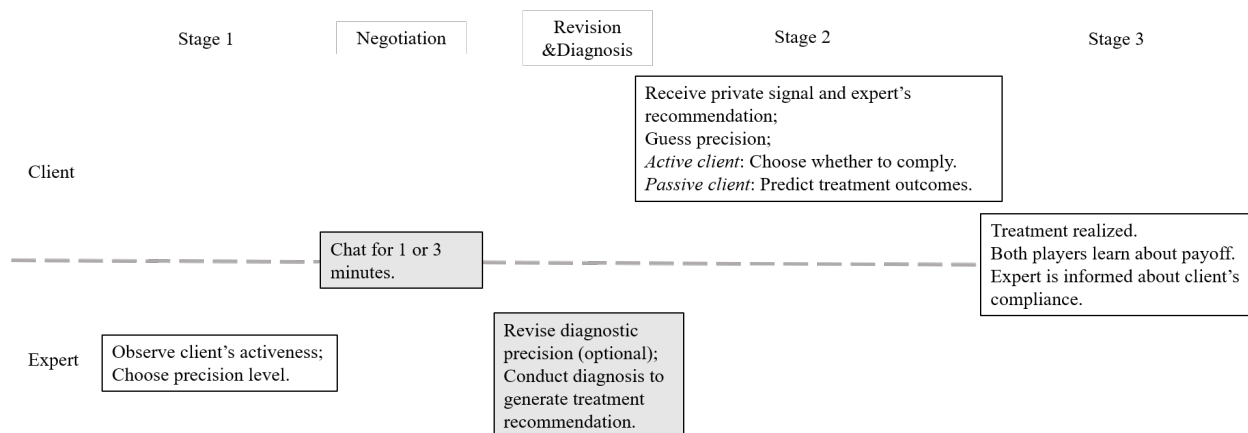 Stage 1
Negotiation
Revision
&Diagnosis
Stage 2
Stage 3
Client
Receive private signal and expert's
recommendation;
Guess precision;
Active client: Choose whether to comply.
Passive client: Predict treatment outcomes.
Chat for 1 or 3
minutes.
Treatment realized.
Both players learn about payoff.
Expert is informed about client's
compliance.
Expert
Observe client's activeness;
Choose precision level.
Revise diagnostic
precision (optional);
Conduct diagnosis to
generate treatment
recommendation.